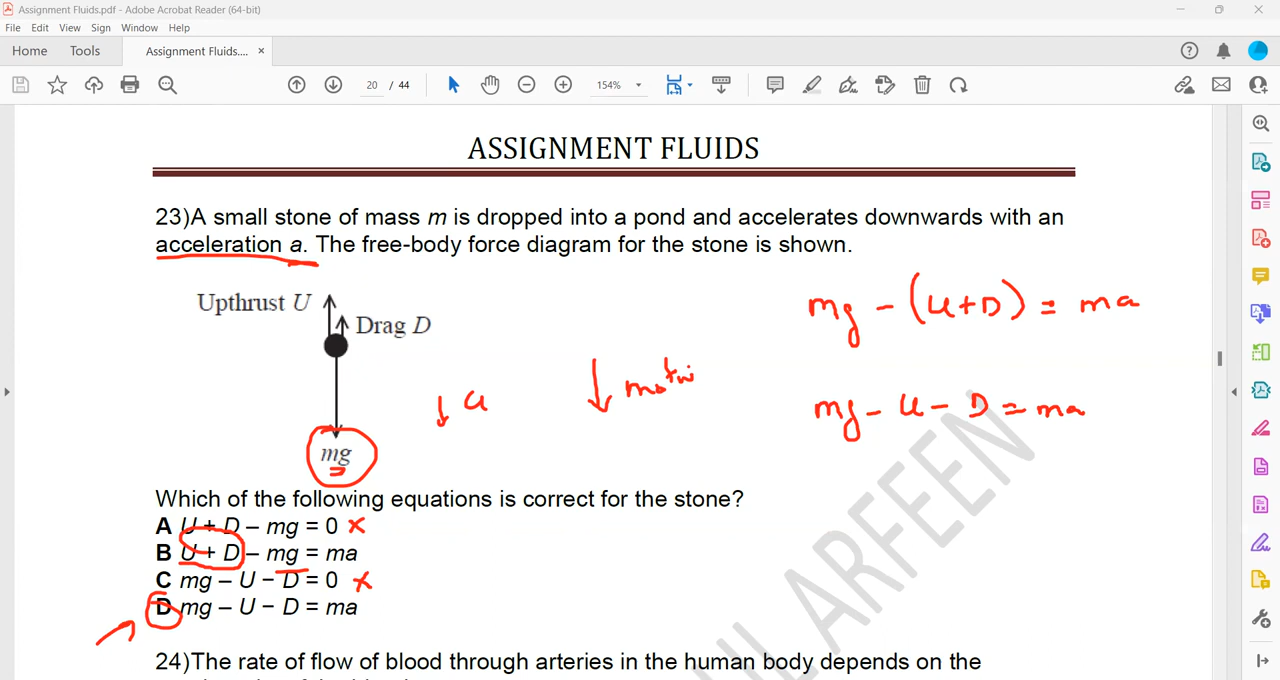 Assignment Fluids.pdf - Adobe Acrobat Reader (64-bit)
File Edit View Sign Window Help
Home Tools Assignment Fluids.... ×
20 / 44 154%
ASSIGNMENT FLUIDS
23)A small stone of mass m is dropped into a pond and accelerates downwards with an
acceleration a. The free-body force diagram for the stone is shown.
Upthrust U
Drag D
mg - (U+D) = ma
a
mg - U - D = ma
mg
Which of the following equations is correct for the stone?
A U + D – mg = 0 ×
B U + D – mg = ma
C mg – U – D = 0 ×
D mg – U – D = ma
ARFEEN
24)The rate of flow of blood through arteries in the human body depends on the